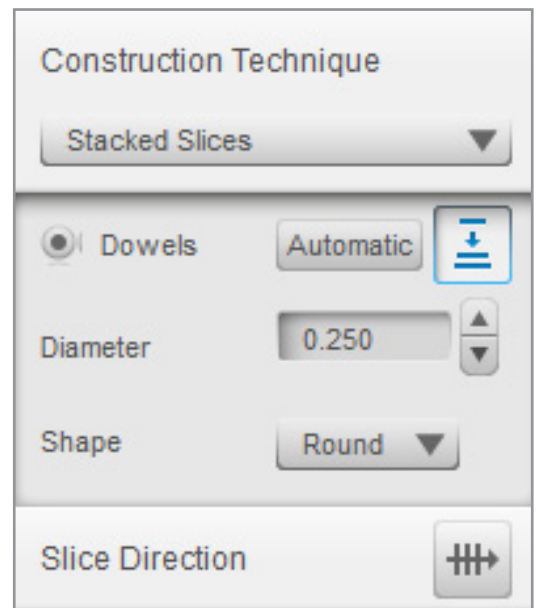 Construction Technique
Stacked Slices
Dowels Automatic
Diameter 0.250
Shape Round
Slice Direction